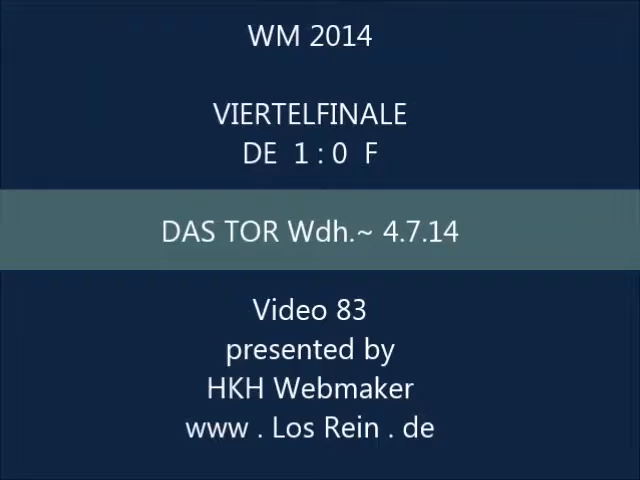 WM 2014
VIERTELFINALE
DE 1 : 0 F
DAS TOR Wdh.~ 4.7.14
Video 83
presented by
HKH Webmaker
www . Los Rein . de